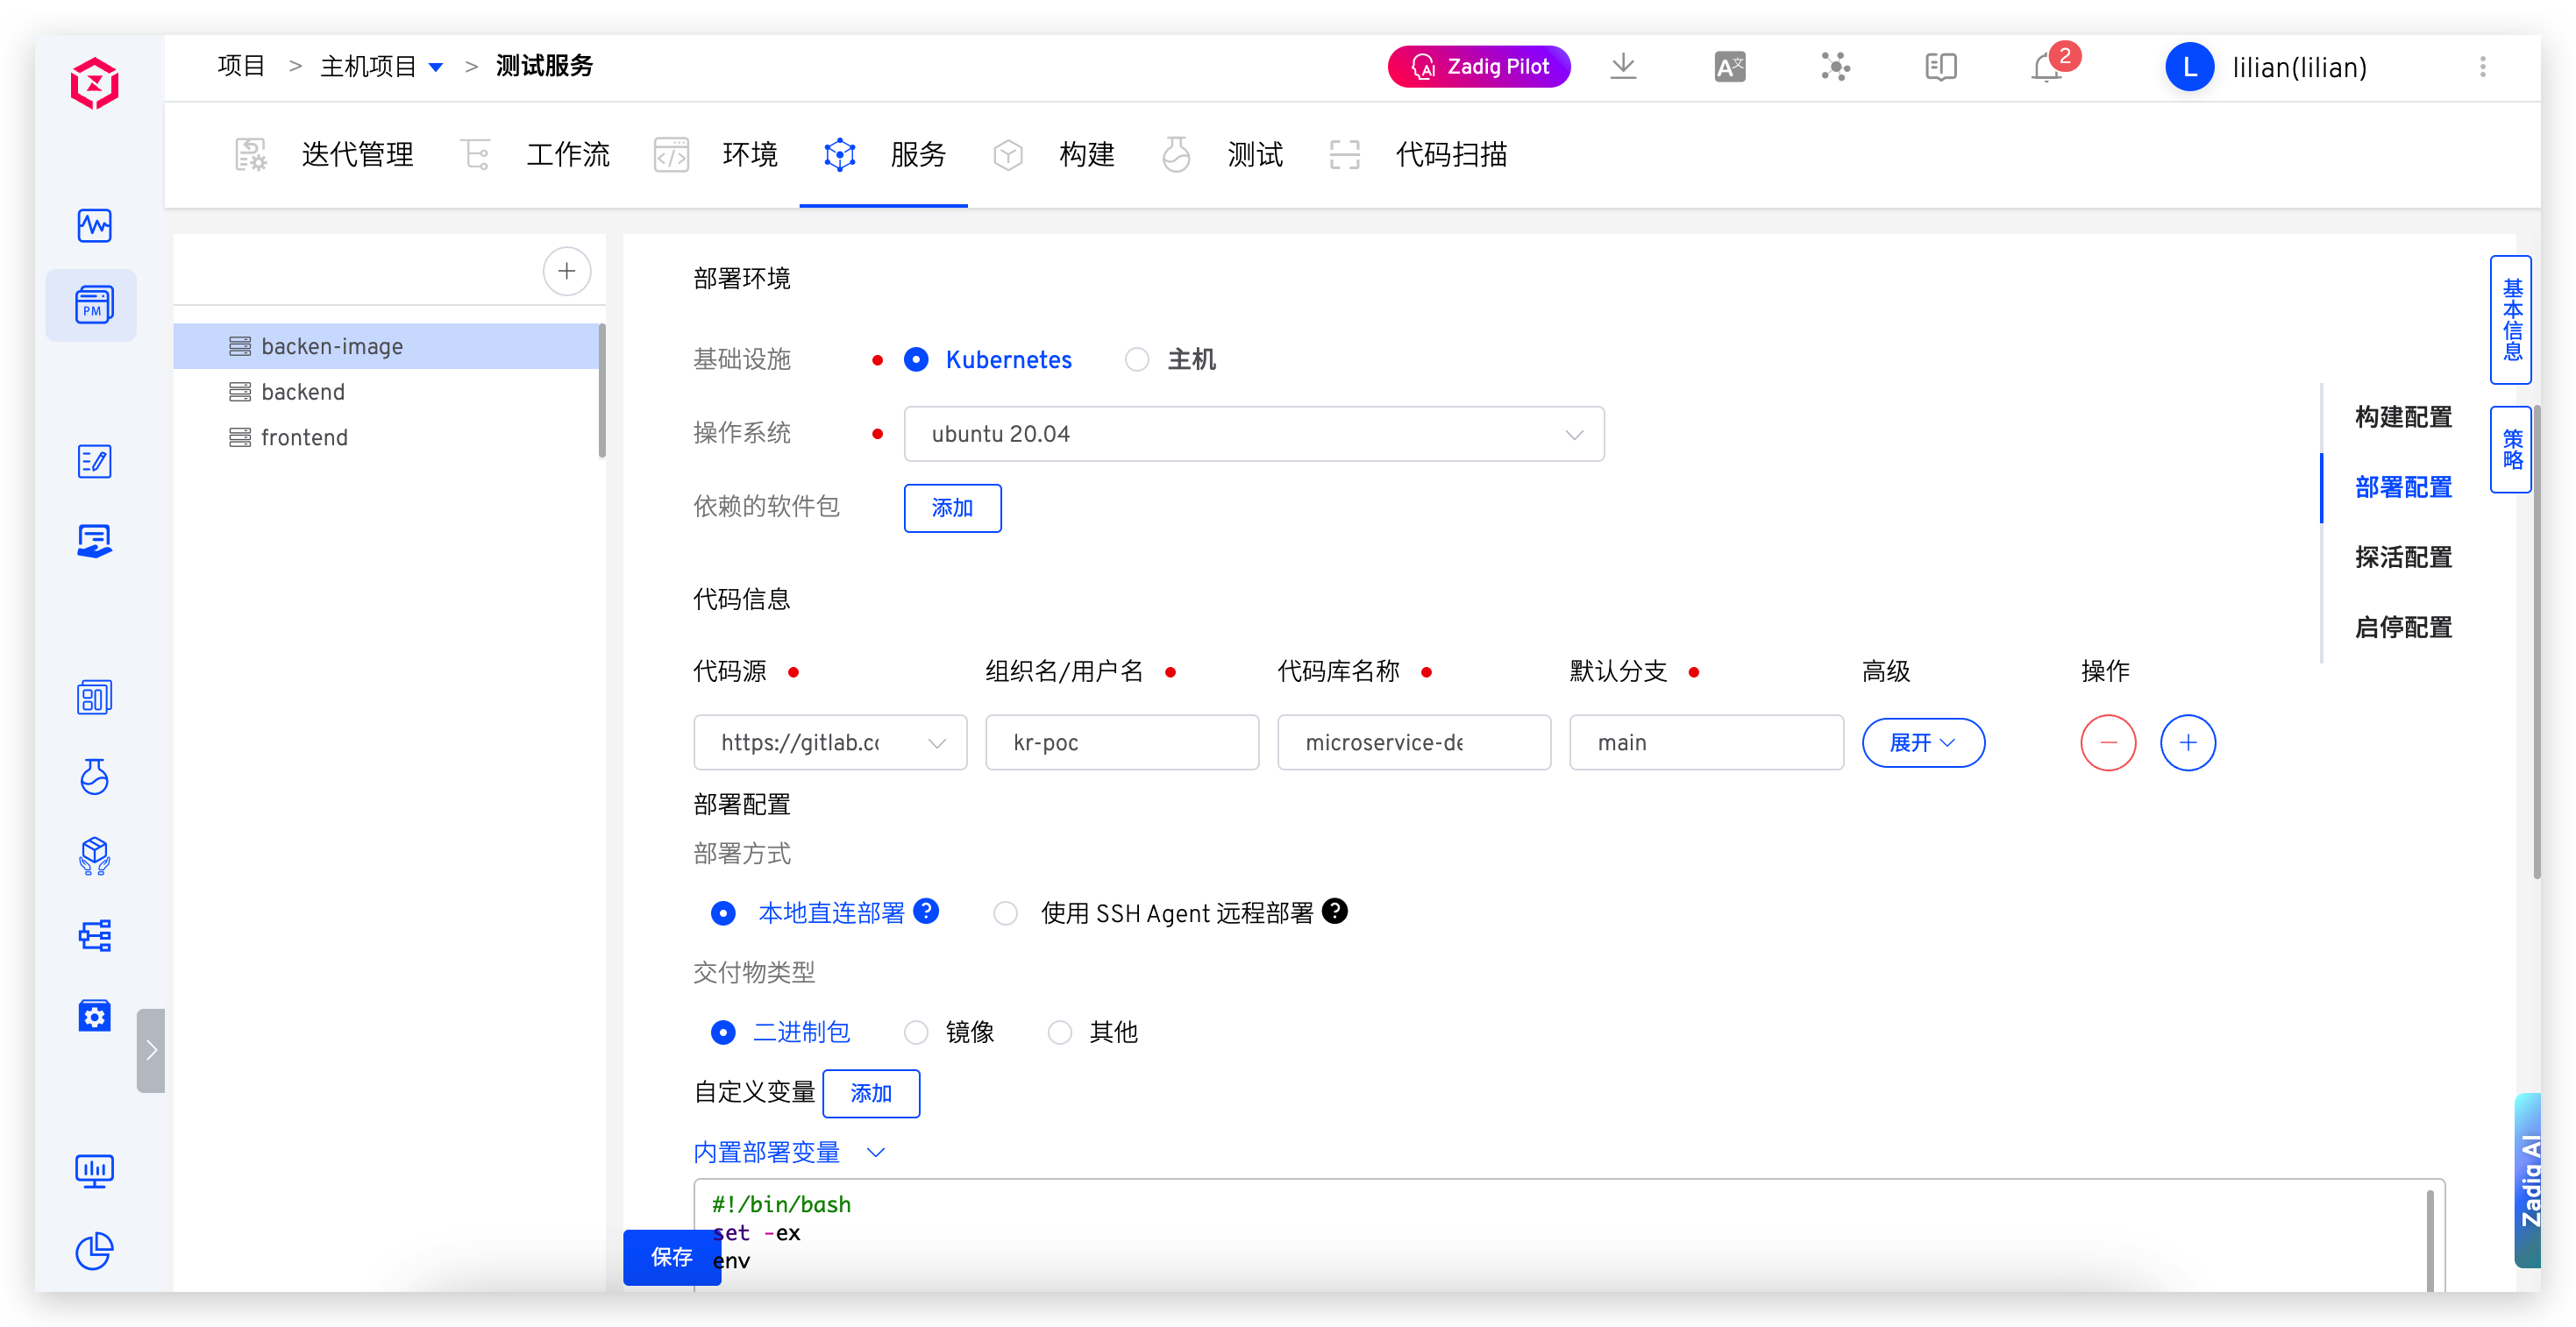 项目 > 主机项目 > 测试服务
Zadig Pilot
2
L lilian(lilian)
迭代管理 工作流 环境 服务 构建 测试 代码扫描
PM
backen-image
backend
frontend
部署环境
基础设施 Kubernetes 主机
操作系统 ubuntu 20.04
依赖的软件包 添加
代码信息
代码源 组织名/用户名 代码库名称 默认分支 高级 操作
https://gitlab.cc kr-poc microservice-de main 展开
部署配置
部署方式
本地直连部署 ? 使用 SSH Agent 远程部署 ?
交付物类型
二进制包 镜像 其他
自定义变量 添加
内置部署变量
#!/bin/bash
set -ex
env
保存
构建配置
部署配置
探活配置
启停配置
基本信息
策略
Zadig AI